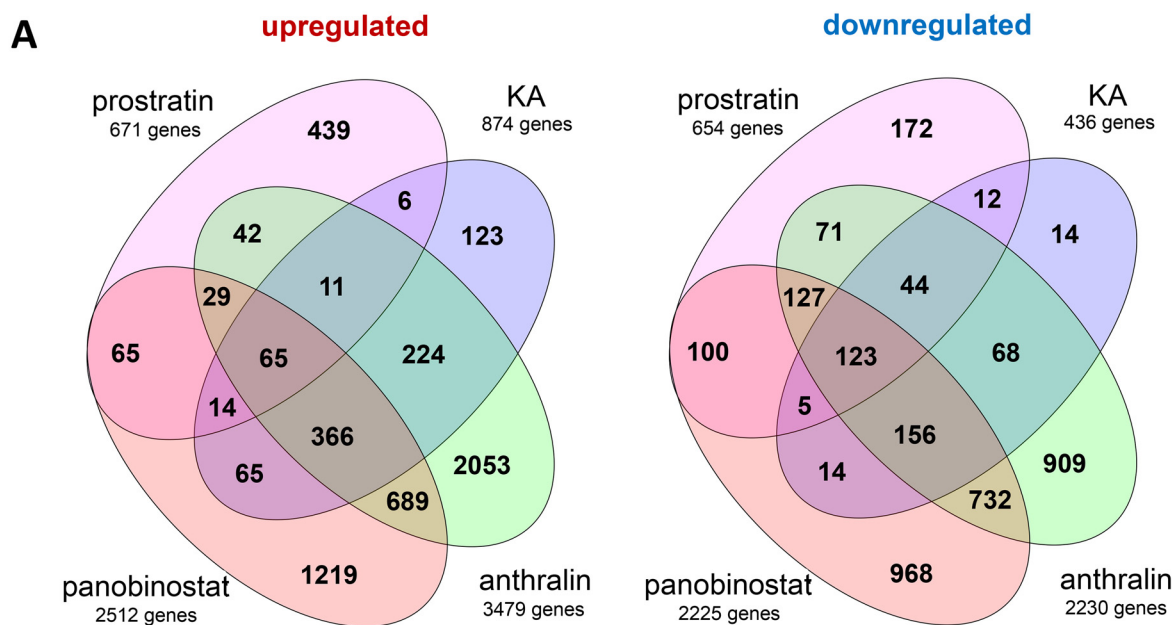 A
upregulated
prostratin
671 genes
KA
874 genes
439
6
42
123
11
29
65
65
224
14
366
65
2053
689
1219
panobinostat
2512 genes
anthralin
3479 genes
downregulated
prostratin
654 genes
KA
436 genes
172
12
71
14
44
127
100
123
68
5
156
14
909
732
968
panobinostat
2225 genes
anthralin
2230 genes